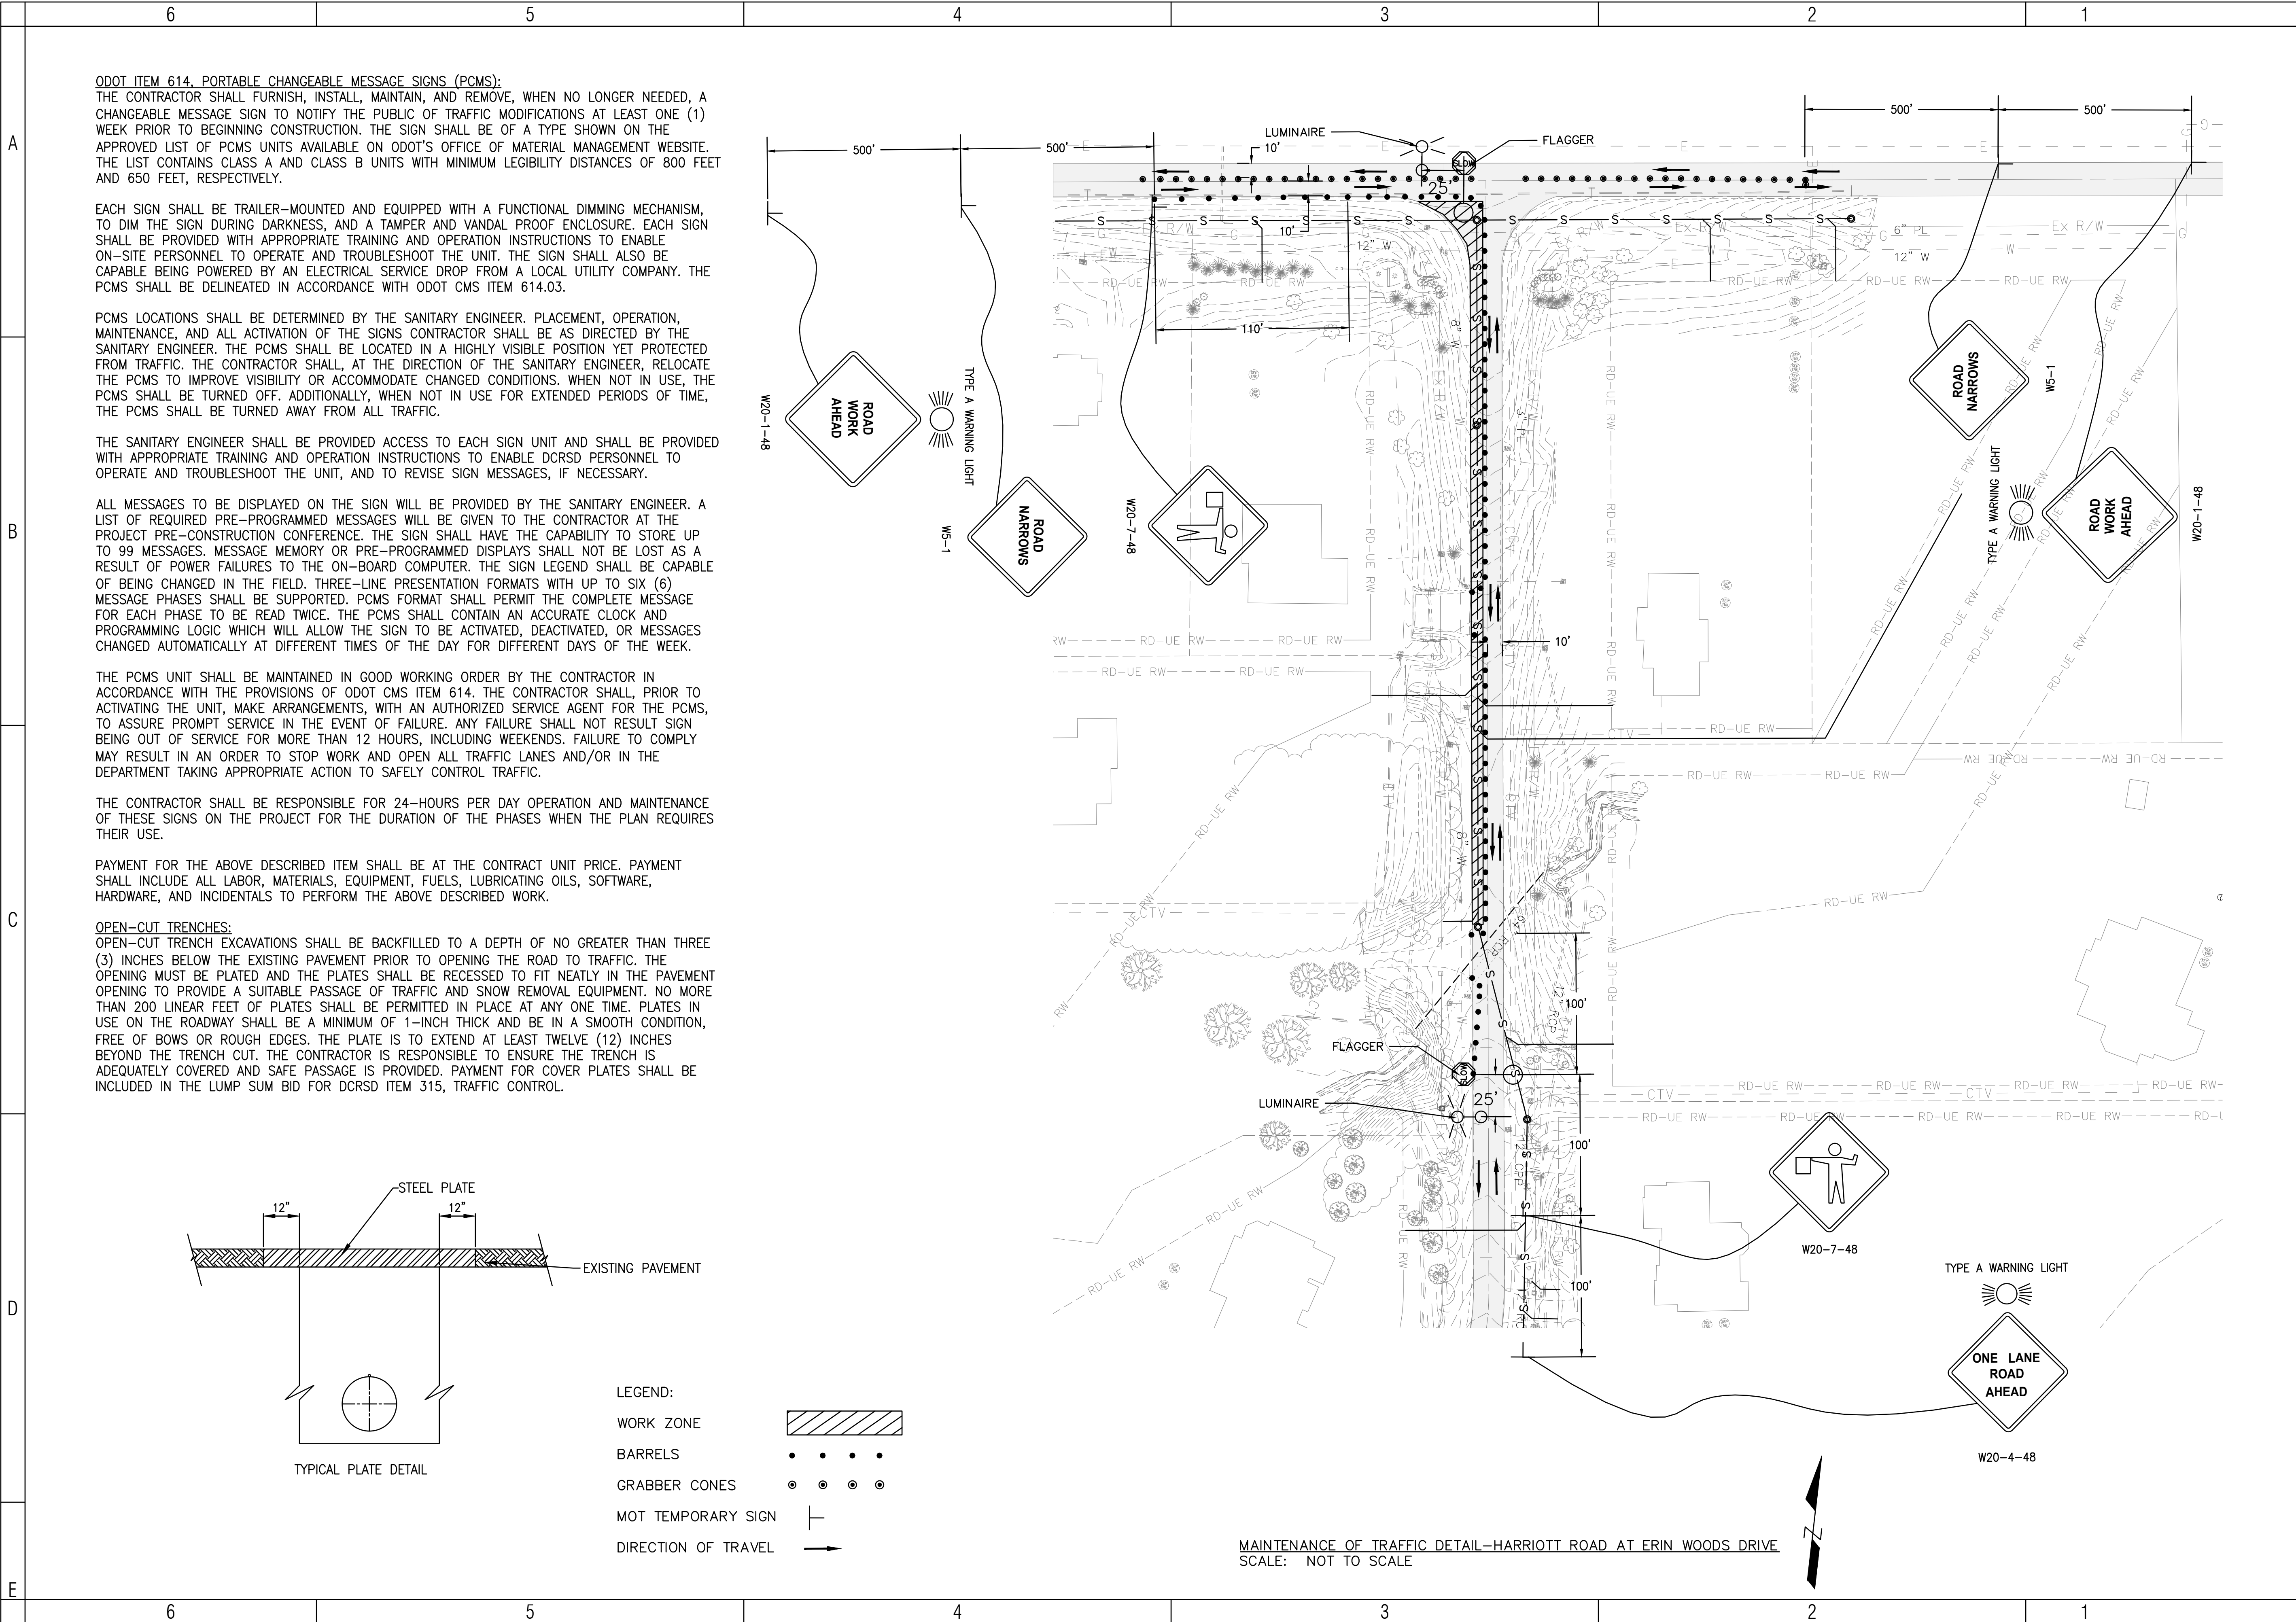 6 5 4 3 2 1
A
B
C
D
E
ODOT ITEM 614, PORTABLE CHANGEABLE MESSAGE SIGNS (PCMS):
THE CONTRACTOR SHALL FURNISH, INSTALL, MAINTAIN, AND REMOVE, WHEN NO LONGER NEEDED, A
CHANGEABLE MESSAGE SIGN TO NOTIFY THE PUBLIC OF TRAFFIC MODIFICATIONS AT LEAST ONE (1)
WEEK PRIOR TO BEGINNING CONSTRUCTION. THE SIGN SHALL BE OF A TYPE SHOWN ON THE
APPROVED LIST OF PCMS UNITS AVAILABLE ON ODOT'S OFFICE OF MATERIAL MANAGEMENT WEBSITE.
THE LIST CONTAINS CLASS A AND CLASS B UNITS WITH MINIMUM LEGIBILITY DISTANCES OF 800 FEET
AND 650 FEET, RESPECTIVELY.
EACH SIGN SHALL BE TRAILER-MOUNTED AND EQUIPPED WITH A FUNCTIONAL DIMMING MECHANISM,
TO DIM THE SIGN DURING DARKNESS, AND A TAMPER AND VANDAL PROOF ENCLOSURE. EACH SIGN
SHALL BE PROVIDED WITH APPROPRIATE TRAINING AND OPERATION INSTRUCTIONS TO ENABLE
ON-SITE PERSONNEL TO OPERATE AND TROUBLESHOOT THE UNIT. THE SIGN SHALL ALSO BE
CAPABLE BEING POWERED BY AN ELECTRICAL SERVICE DROP FROM A LOCAL UTILITY COMPANY. THE
PCMS SHALL BE DELINEATED IN ACCORDANCE WITH ODOT CMS ITEM 614.03.
PCMS LOCATIONS SHALL BE DETERMINED BY THE SANITARY ENGINEER. PLACEMENT, OPERATION,
MAINTENANCE, AND ALL ACTIVATION OF THE SIGNS CONTRACTOR SHALL BE AS DIRECTED BY THE
SANITARY ENGINEER. THE PCMS SHALL BE LOCATED IN A HIGHLY VISIBLE POSITION YET PROTECTED
FROM TRAFFIC. THE CONTRACTOR SHALL, AT THE DIRECTION OF THE SANITARY ENGINEER, RELOCATE
THE PCMS TO IMPROVE VISIBILITY OR ACCOMMODATE CHANGED CONDITIONS. WHEN NOT IN USE, THE
PCMS SHALL BE TURNED OFF. ADDITIONALLY, WHEN NOT IN USE FOR EXTENDED PERIODS OF TIME,
THE PCMS SHALL BE TURNED AWAY FROM ALL TRAFFIC.
THE SANITARY ENGINEER SHALL BE PROVIDED ACCESS TO EACH SIGN UNIT AND SHALL BE PROVIDED
WITH APPROPRIATE TRAINING AND OPERATION INSTRUCTIONS TO ENABLE DCRSD PERSONNEL TO
OPERATE AND TROUBLESHOOT THE UNIT, AND TO REVISE SIGN MESSAGES, IF NECESSARY.
ALL MESSAGES TO BE DISPLAYED ON THE SIGN WILL BE PROVIDED BY THE SANITARY ENGINEER. A
LIST OF REQUIRED PRE-PROGRAMMED MESSAGES WILL BE GIVEN TO THE CONTRACTOR AT THE
PROJECT PRE-CONSTRUCTION CONFERENCE. THE SIGN SHALL HAVE THE CAPABILITY TO STORE UP
TO 99 MESSAGES. MESSAGE MEMORY OR PRE-PROGRAMMED DISPLAYS SHALL NOT BE LOST AS A
RESULT OF POWER FAILURES TO THE ON-BOARD COMPUTER. THE SIGN LEGEND SHALL BE CAPABLE
OF BEING CHANGED IN THE FIELD. THREE-LINE PRESENTATION FORMATS WITH UP TO SIX (6)
MESSAGE PHASES SHALL BE SUPPORTED. PCMS FORMAT SHALL PERMIT THE COMPLETE MESSAGE
FOR EACH PHASE TO BE READ TWICE. THE PCMS SHALL CONTAIN AN ACCURATE CLOCK AND
PROGRAMMING LOGIC WHICH WILL ALLOW THE SIGN TO BE ACTIVATED, DEACTIVATED, OR MESSAGES
CHANGED AUTOMATICALLY AT DIFFERENT TIMES OF THE DAY FOR DIFFERENT DAYS OF THE WEEK.
THE PCMS UNIT SHALL BE MAINTAINED IN GOOD WORKING ORDER BY THE CONTRACTOR IN
ACCORDANCE WITH THE PROVISIONS OF ODOT CMS ITEM 614. THE CONTRACTOR SHALL, PRIOR TO
ACTIVATING THE UNIT, MAKE ARRANGEMENTS, WITH AN AUTHORIZED SERVICE AGENT FOR THE PCMS,
TO ASSURE PROMPT SERVICE IN THE EVENT OF FAILURE. ANY FAILURE SHALL NOT RESULT SIGN
BEING OUT OF SERVICE FOR MORE THAN 12 HOURS, INCLUDING WEEKENDS. FAILURE TO COMPLY
MAY RESULT IN AN ORDER TO STOP WORK AND OPEN ALL TRAFFIC LANES AND/OR IN THE
DEPARTMENT TAKING APPROPRIATE ACTION TO SAFELY CONTROL TRAFFIC.
THE CONTRACTOR SHALL BE RESPONSIBLE FOR 24-HOURS PER DAY OPERATION AND MAINTENANCE
OF THESE SIGNS ON THE PROJECT FOR THE DURATION OF THE PHASES WHEN THE PLAN REQUIRES
THEIR USE.
PAYMENT FOR THE ABOVE DESCRIBED ITEM SHALL BE AT THE CONTRACT UNIT PRICE. PAYMENT
SHALL INCLUDE ALL LABOR, MATERIALS, EQUIPMENT, FUELS, LUBRICATING OILS, SOFTWARE,
HARDWARE, AND INCIDENTALS TO PERFORM THE ABOVE DESCRIBED WORK.
OPEN-CUT TRENCHES:
OPEN-CUT TRENCH EXCAVATIONS SHALL BE BACKFILLED TO A DEPTH OF NO GREATER THAN THREE
(3) INCHES BELOW THE EXISTING PAVEMENT PRIOR TO OPENING THE ROAD TO TRAFFIC. THE
OPENING MUST BE PLATED AND THE PLATES SHALL BE RECESSED TO FIT NEATLY IN THE PAVEMENT
OPENING TO PROVIDE A SUITABLE PASSAGE OF TRAFFIC AND SNOW REMOVAL EQUIPMENT. NO MORE
THAN 200 LINEAR FEET OF PLATES SHALL BE PERMITTED IN PLACE AT ANY ONE TIME. PLATES IN
USE ON THE ROADWAY SHALL BE A MINIMUM OF 1-INCH THICK AND BE IN A SMOOTH CONDITION,
FREE OF BOWS OR ROUGH EDGES. THE PLATE IS TO EXTEND AT LEAST TWELVE (12) INCHES
BEYOND THE TRENCH CUT. THE CONTRACTOR IS RESPONSIBLE TO ENSURE THE TRENCH IS
ADEQUATELY COVERED AND SAFE PASSAGE IS PROVIDED. PAYMENT FOR COVER PLATES SHALL BE
INCLUDED IN THE LUMP SUM BID FOR DCRSD ITEM 315, TRAFFIC CONTROL.
STEEL PLATE
12" 12"
EXISTING PAVEMENT
TYPICAL PLATE DETAIL
LEGEND:
WORK ZONE
BARRELS
GRABBER CONES
MOT TEMPORARY SIGN
DIRECTION OF TRAVEL
500' 500'
LUMINAIRE
10'
FLAGGER
SLOW
25'
10'
110'
500' 500'
12" W
6" PL
12" W
Ex R/W
8" W
3" PL
ROAD
WORK
AHEAD
W20-1-48
TYPE A WARNING LIGHT
ROAD
NARROWS
W5-1
W20-7-48
ROAD
NARROWS
W5-1
TYPE A WARNING LIGHT
ROAD
WORK
AHEAD
W20-1-48
RD-UE RW
10'
CTV
8" W
12" RCP
100'
FLAGGER
SLOW
25'
LUMINAIRE
100'
100'
W20-7-48
TYPE A WARNING LIGHT
ONE LANE
ROAD
AHEAD
W20-4-48
MAINTENANCE OF TRAFFIC DETAIL-HARRIOTT ROAD AT ERIN WOODS DRIVE
SCALE: NOT TO SCALE
6 5 4 3 2 1